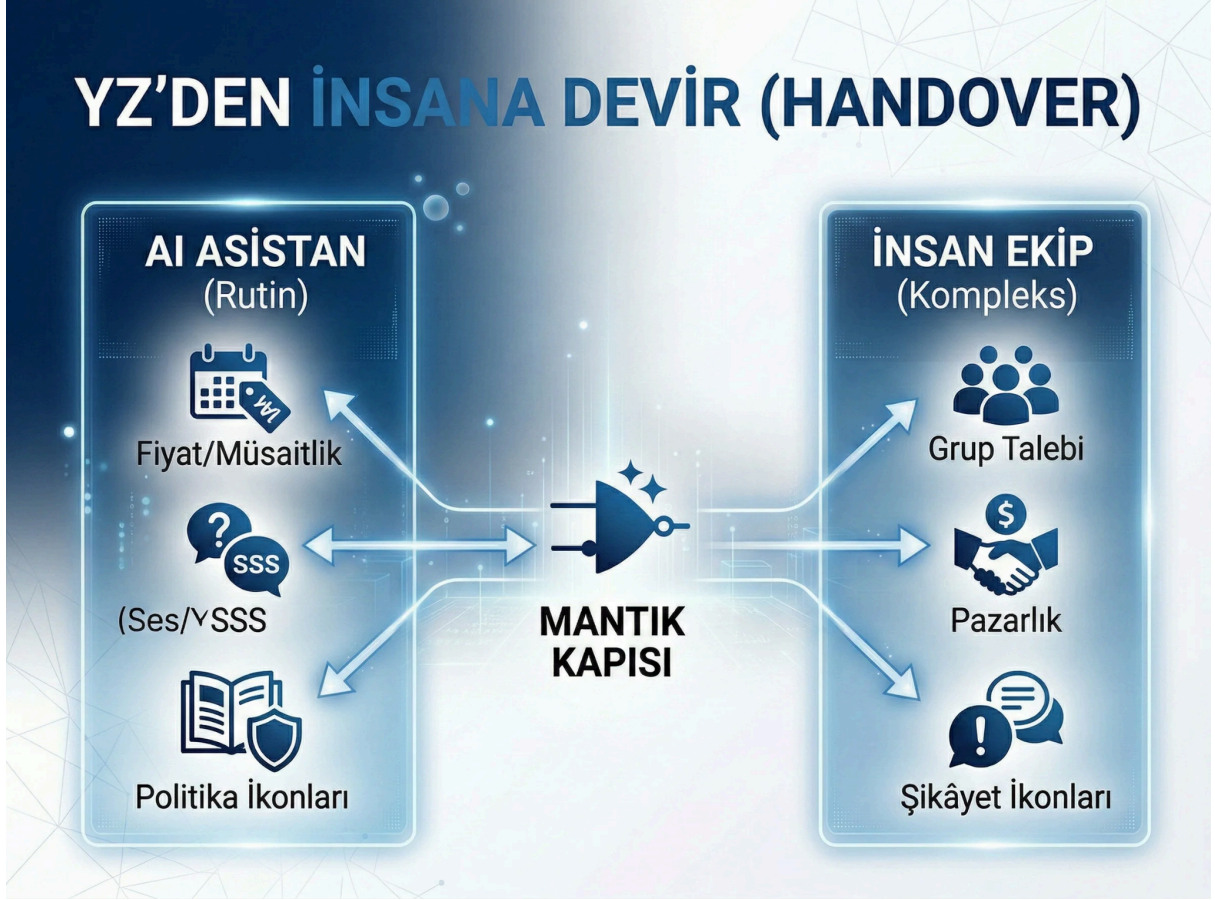 YZ'DEN İNSANA DEVİR (HANDOVER)
AI ASİSTAN
(Rutin)
Fiyat/Müsaitlik
?
SSS
(Ses/YSSS
Politika İkonları
MANTIK
KAPISI
İNSAN EKİP
(Kompleks)
Grup Talebi
$
Pazarlık
!
Şikâyet İkonları